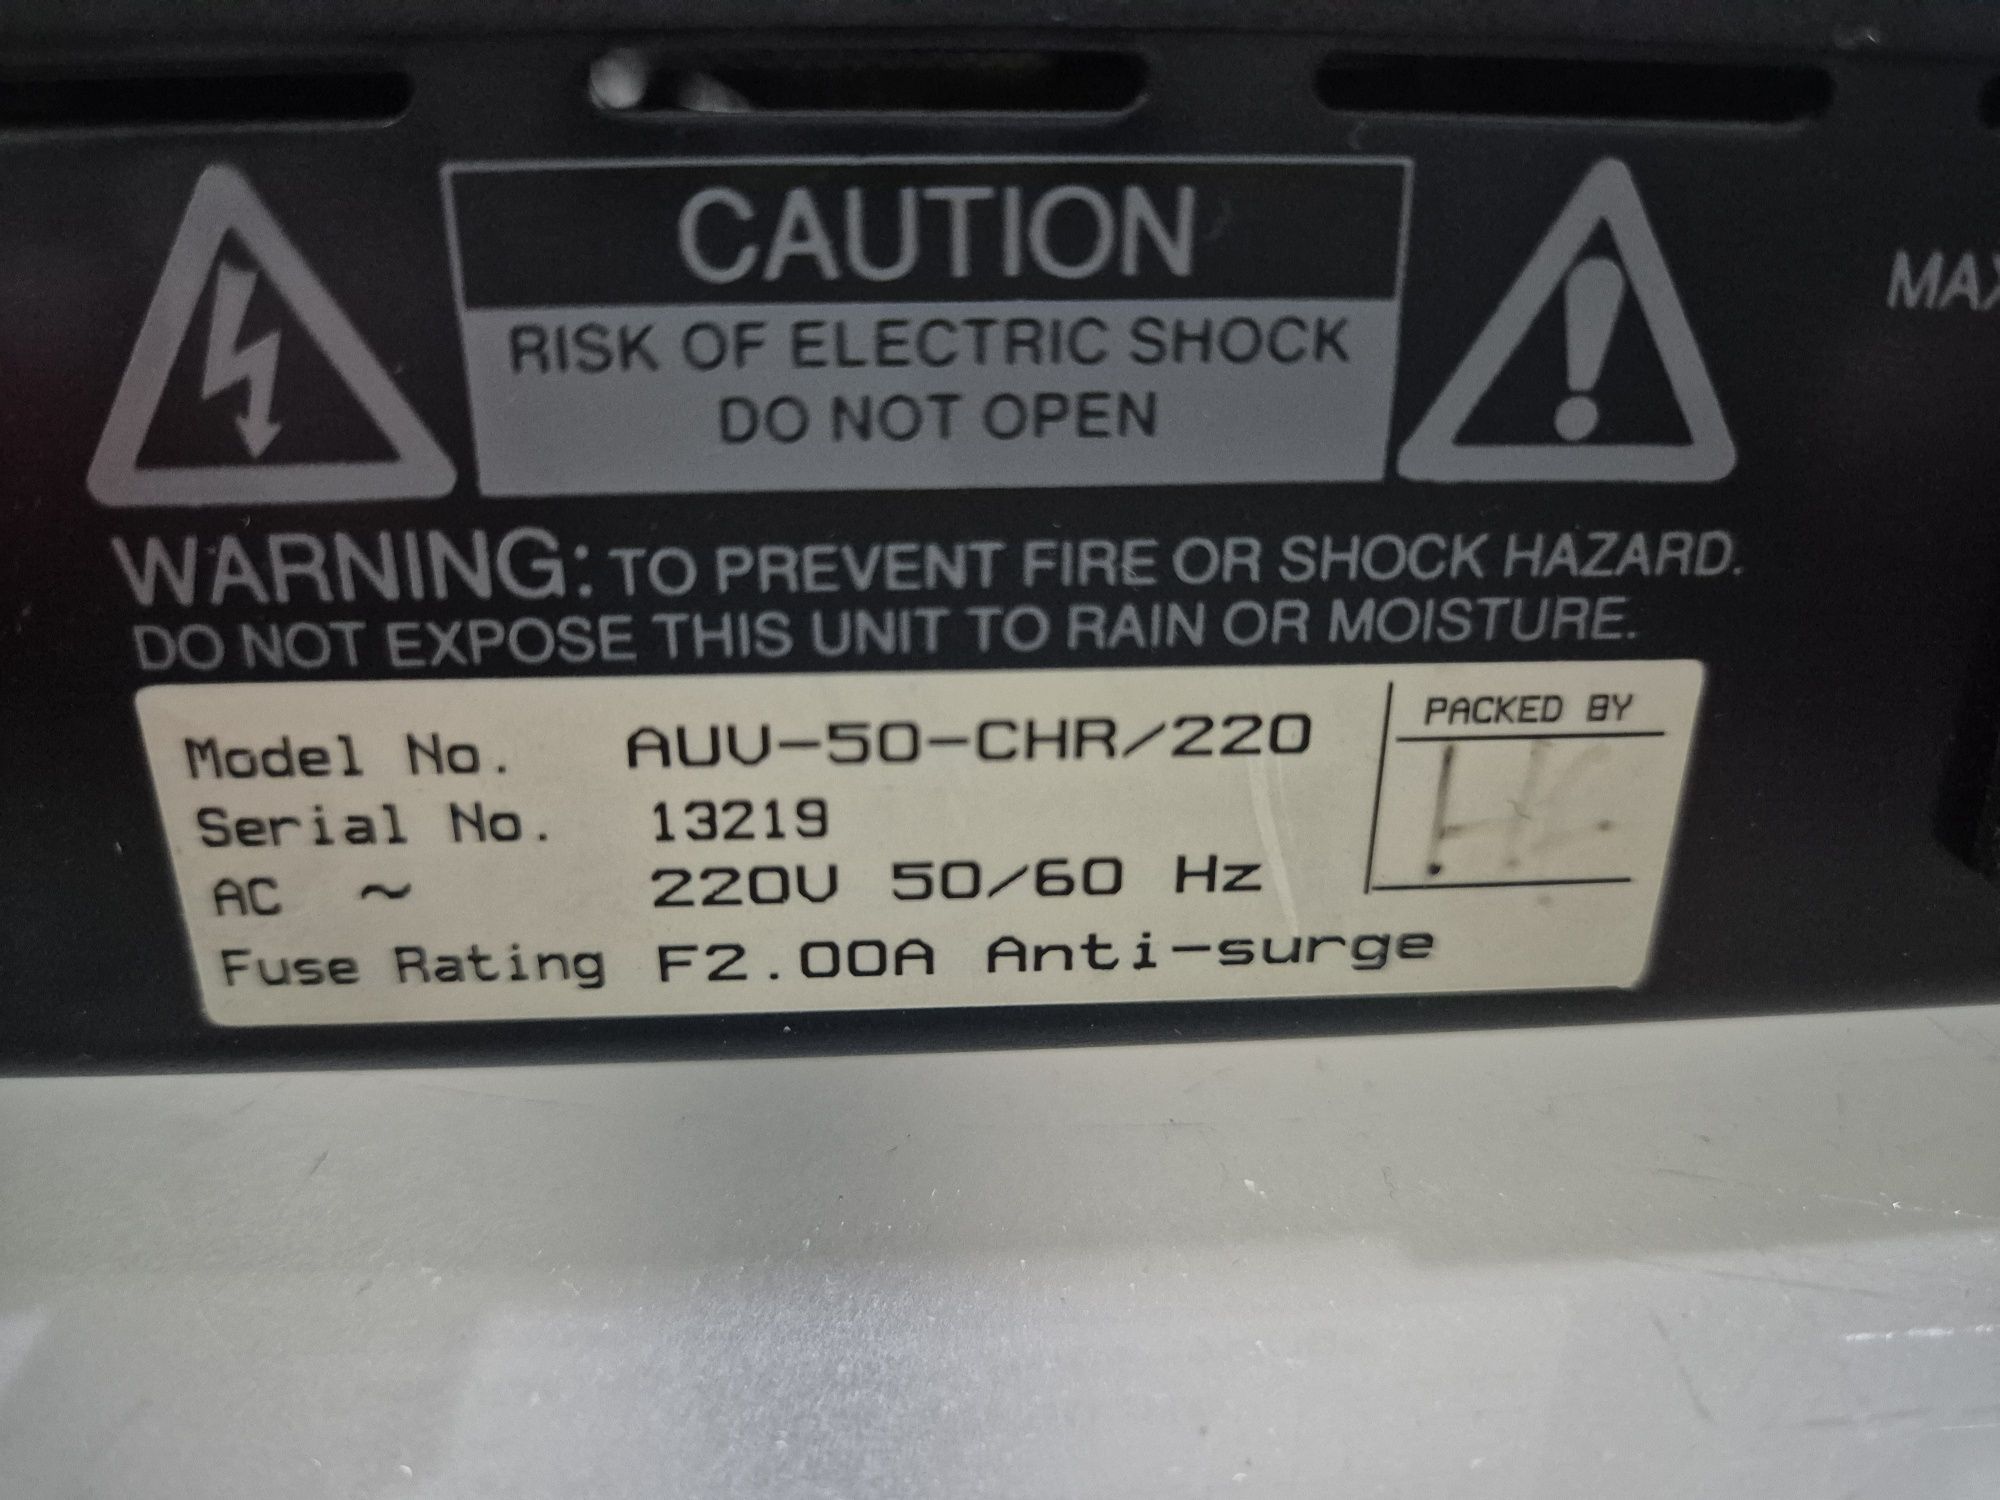 CAUTION
RISK OF ELECTRIC SHOCK
DO NOT OPEN
MAX
WARNING: TO PREVENT FIRE OR SHOCK HAZARD.
DO NOT EXPOSE THIS UNIT TO RAIN OR MOISTURE.
Model No. AUV-50-CHR/220
PACKED BY
Serial No. 13219
AC ~ 220V 50/60 Hz
Fuse Rating F2.00A Anti-surge